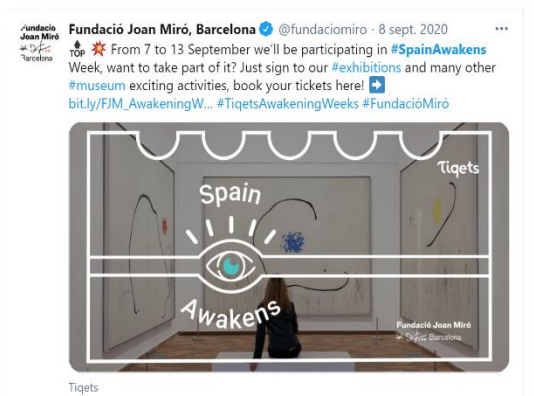 Fundació
Joan Miró
Barcelona
Fundació Joan Miró, Barcelona @fundaciomiro · 8 sept. 2020
TOP 💥 From 7 to 13 September we'll be participating in #SpainAwakens
Week, want to take part of it? Just sign to our #exhibitions and many other
#museum exciting activities, book your tickets here! ➡️
bit.ly/FJM_AwakeningW... #TiqetsAwakeningWeeks #FundacióMiró
Tiqets
Spain
Awakens
Fundació Joan Miró
Barcelona
Tiqets